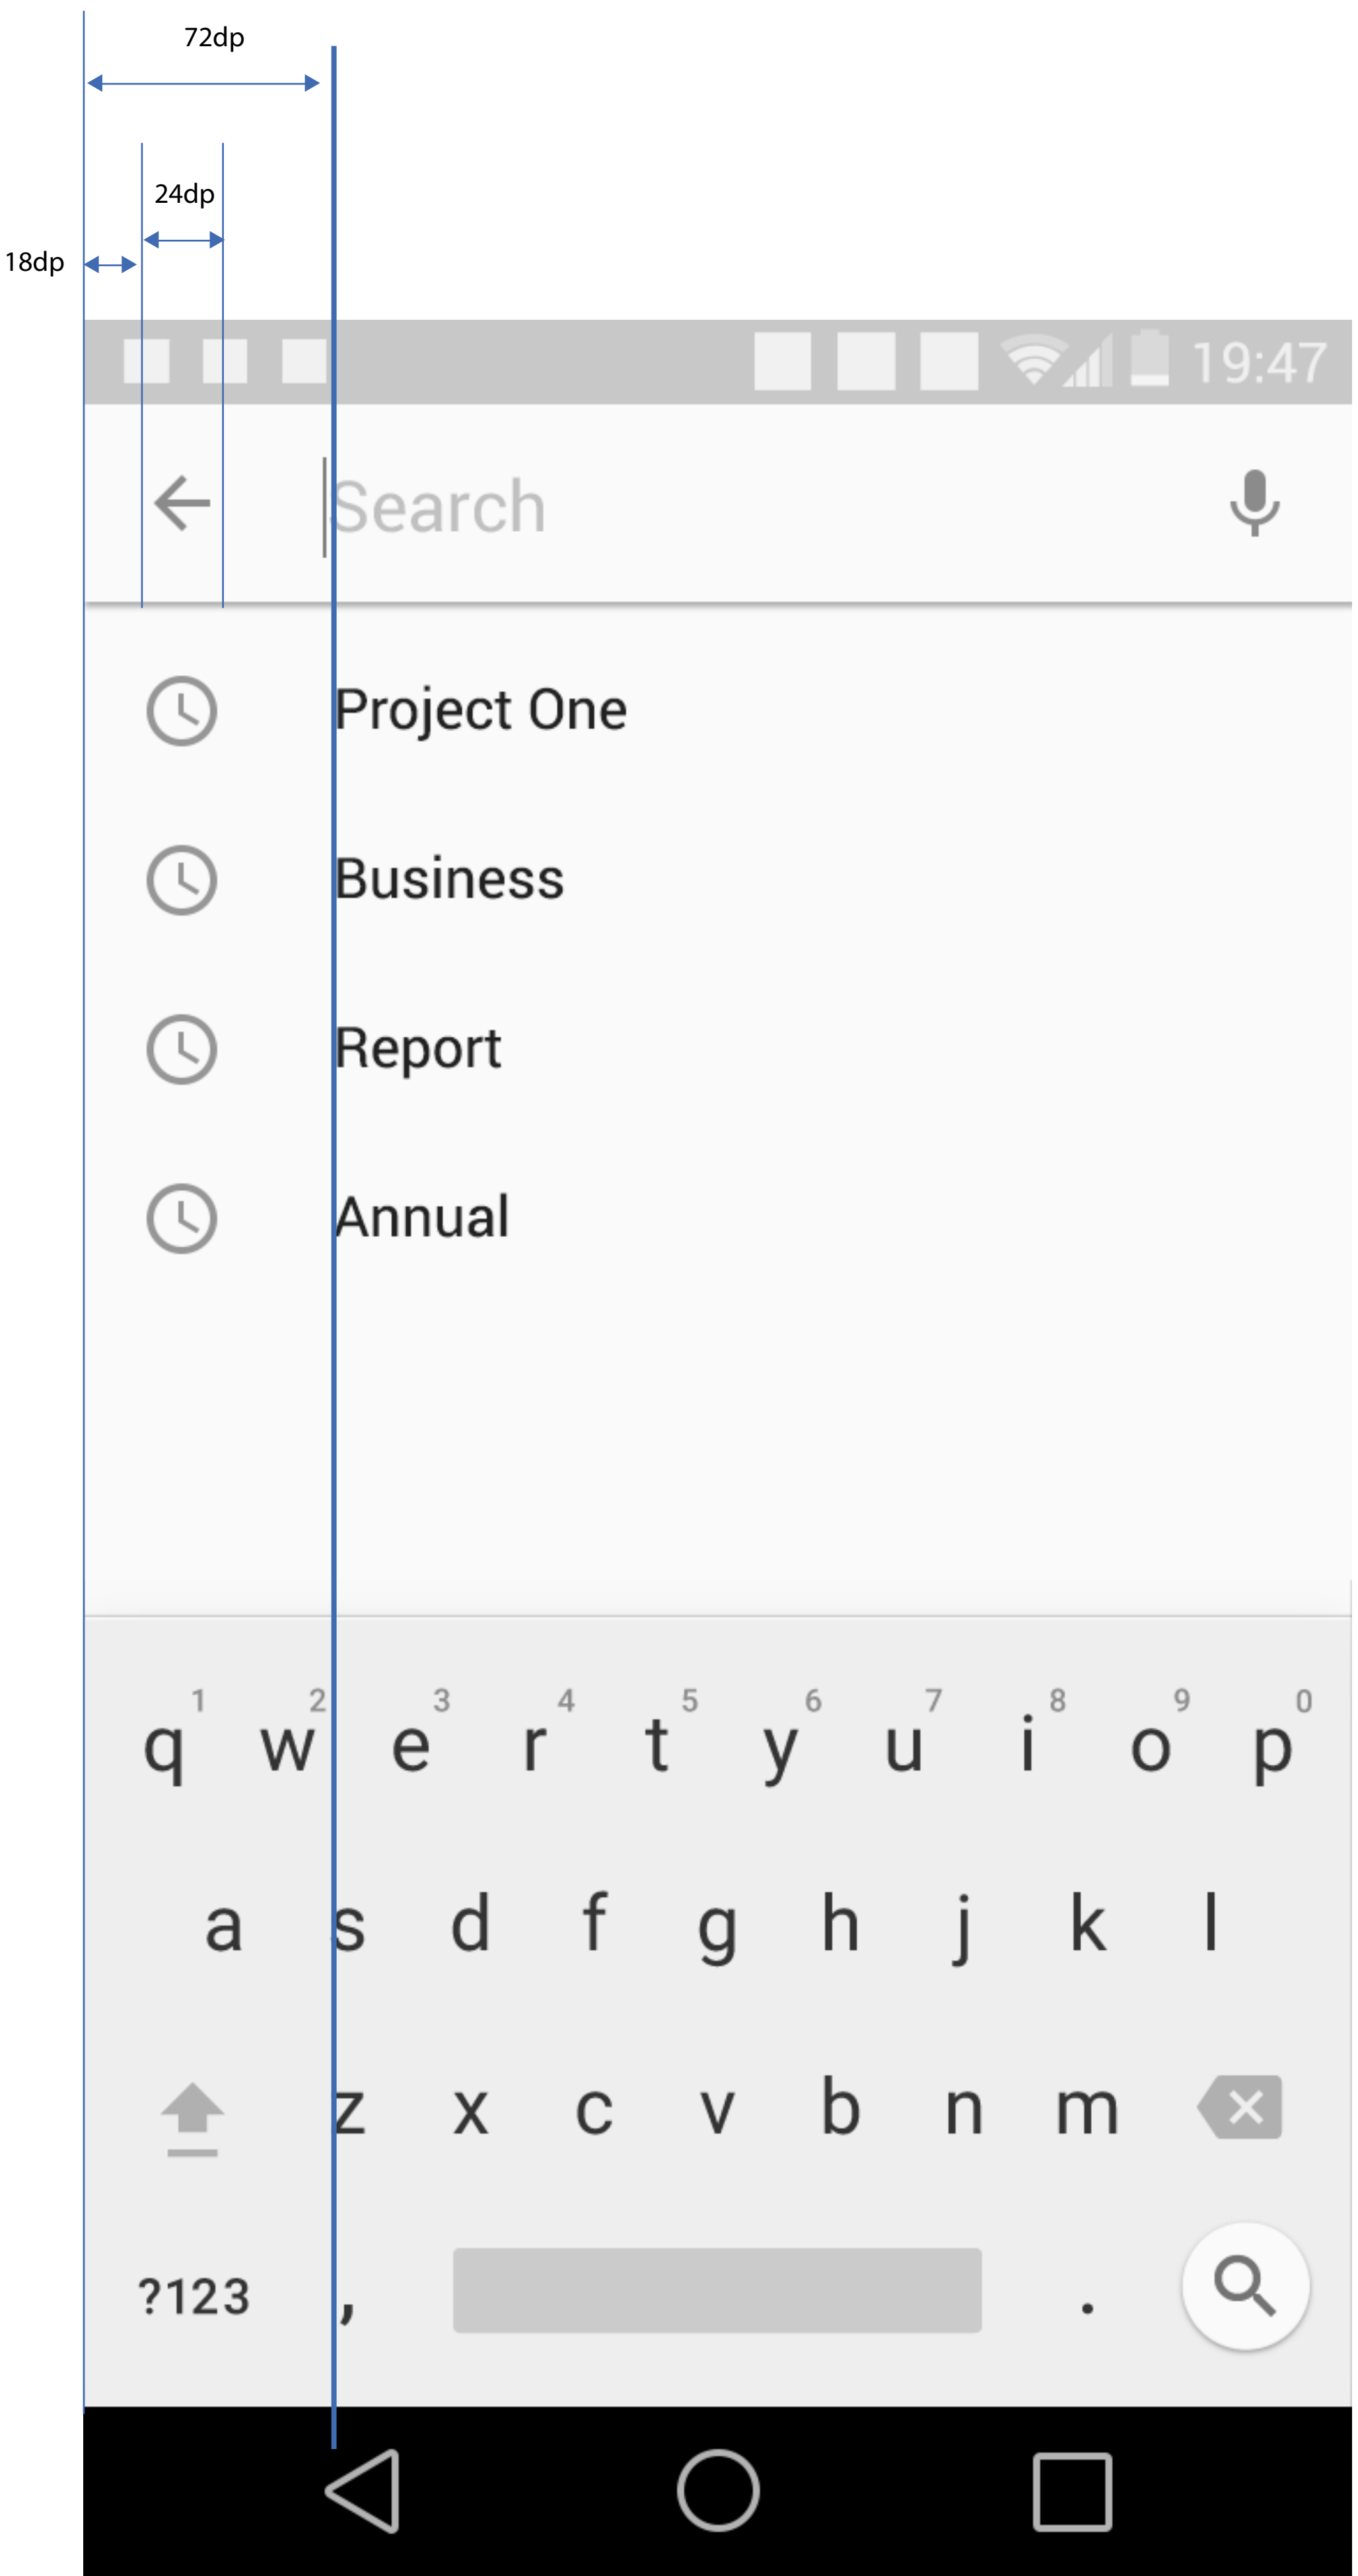 72dp
24dp
18dp
19:47
Search
Project One
Business
Report
Annual
1 2 3 4 5 6 7 8 9 0
q w e r t y u i o p
a s d f g h j k l
z x c v b n m
?123 , .